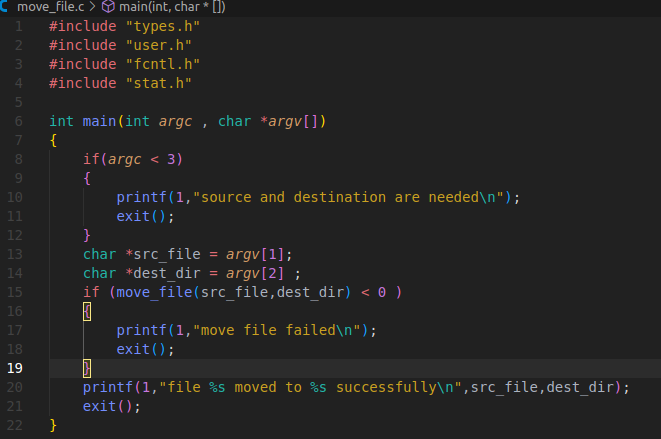 move_file.c > main(int, char * [])
1 #include "types.h"
2 #include "user.h"
3 #include "fcntl.h"
4 #include "stat.h"
5
6 int main(int argc , char *argv[])
7 {
8     if(argc < 3)
9     {
10         printf(1,"source and destination are needed\n");
11         exit();
12     }
13     char *src_file = argv[1];
14     char *dest_dir = argv[2] ;
15     if (move_file(src_file,dest_dir) < 0 )
16     {
17         printf(1,"move file failed\n");
18         exit();
19     }
20     printf(1,"file %s moved to %s successfully\n",src_file,dest_dir);
21     exit();
22 }